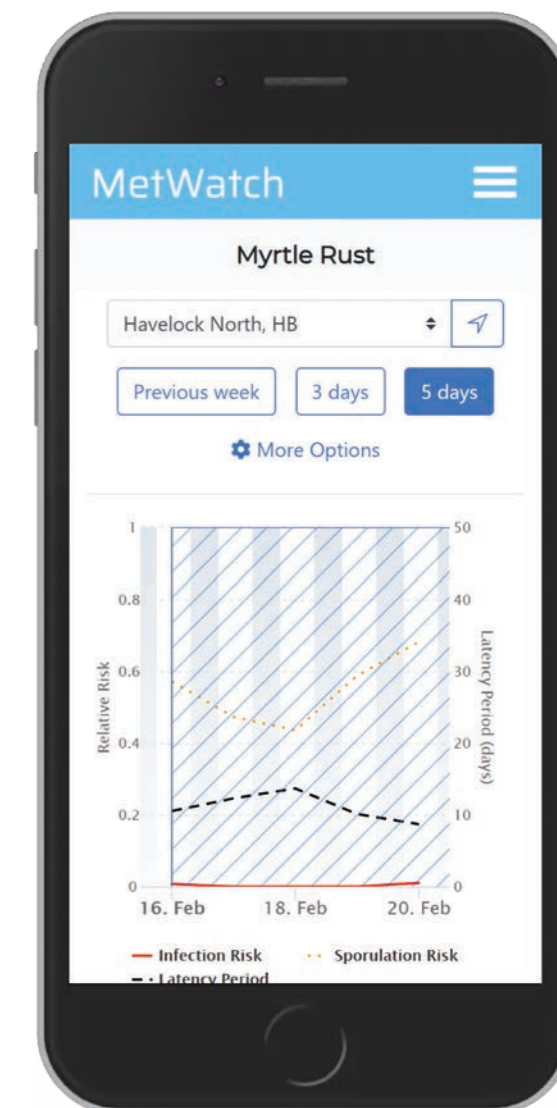 MetWatch
Myrtle Rust
Havelock North, HB
Previous week 3 days 5 days
More Options
1 50
0.8 40
0.6 30
0.4 20
0.2 10
0 0
Relative Risk
Latency Period (days)
16. Feb 18. Feb 20. Feb
Infection Risk Sporulation Risk
Latency Period